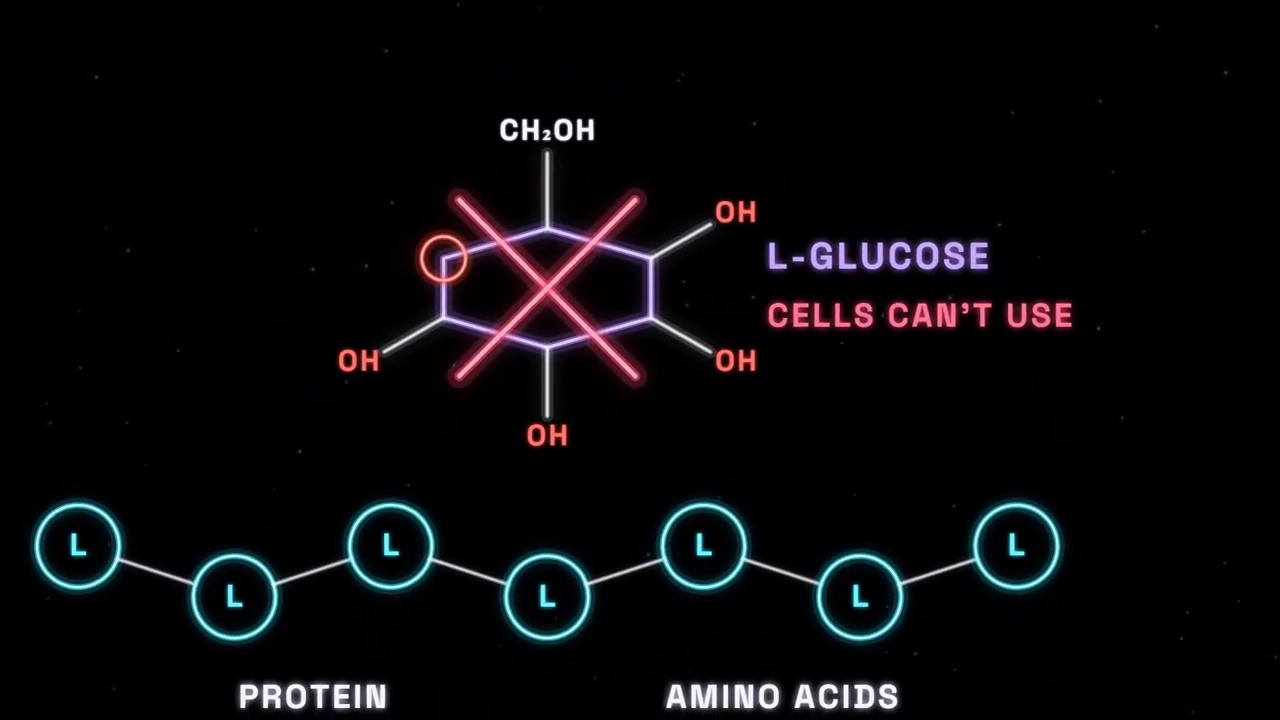 CH₂OH
OH
L-GLUCOSE
CELLS CAN'T USE
OH
OH
OH
L
L
L
L
L
L
L
PROTEIN
AMINO ACIDS